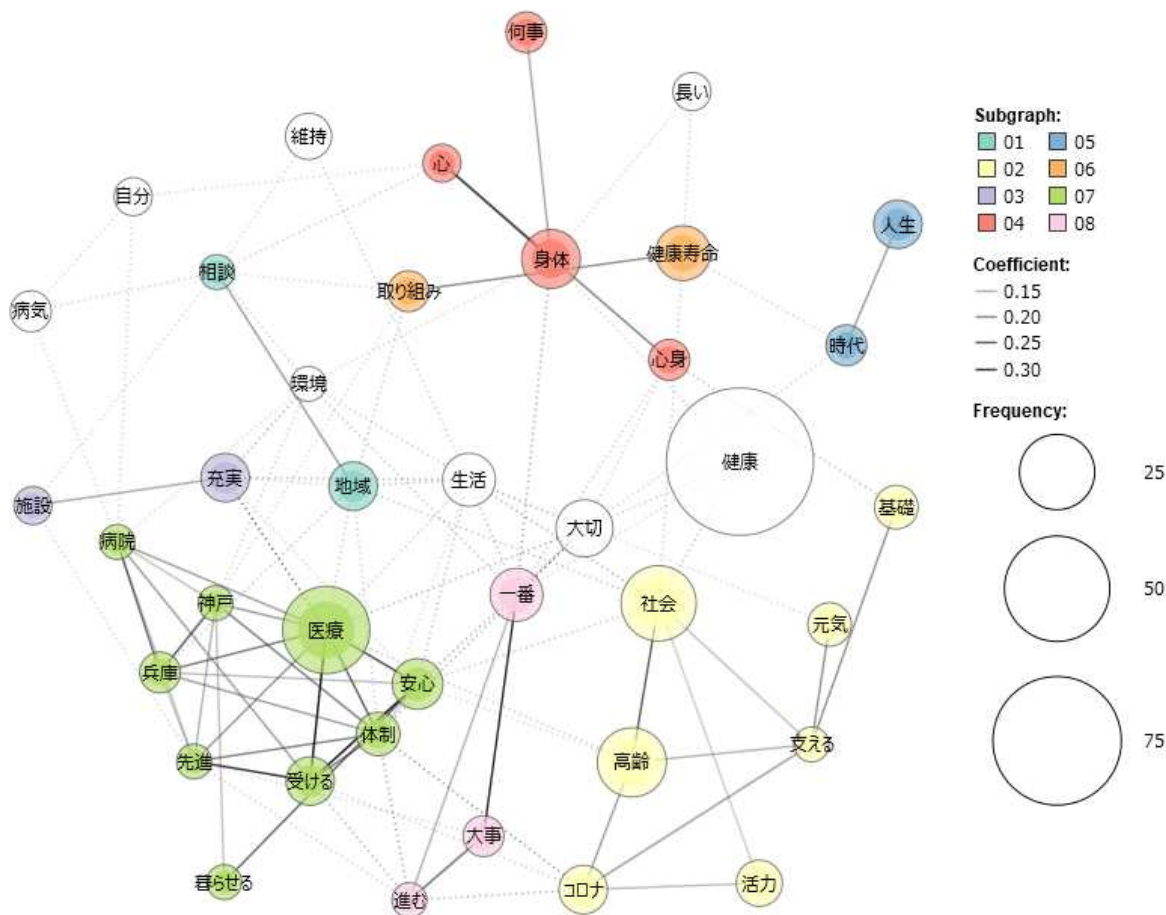 何事
長い
維持
心
自分
人生
身体
健康寿命
相談
取り組み
病気
時代
心身
環境
健康
充実
地域
生活
施設
基礎
大切
病院
神戸
医療
一番
社会
元気
兵庫
安心
体制
支える
先進
受ける
高齢
大事
暮らせる
進む
コロナ
活力
Subgraph:
01 05
02 06
03 07
04 08
Coefficient:
0.15
0.20
0.25
0.30
Frequency:
25
50
75